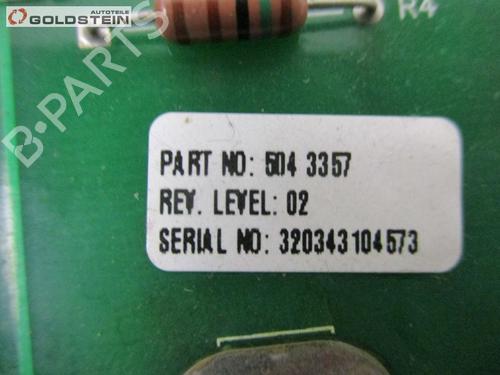 AUTOTEILE
GOLDSTEIN
R4
B-PARTS
PART NO: 504 3357
REV. LEVEL: 02
SERIAL NO: 320343104573